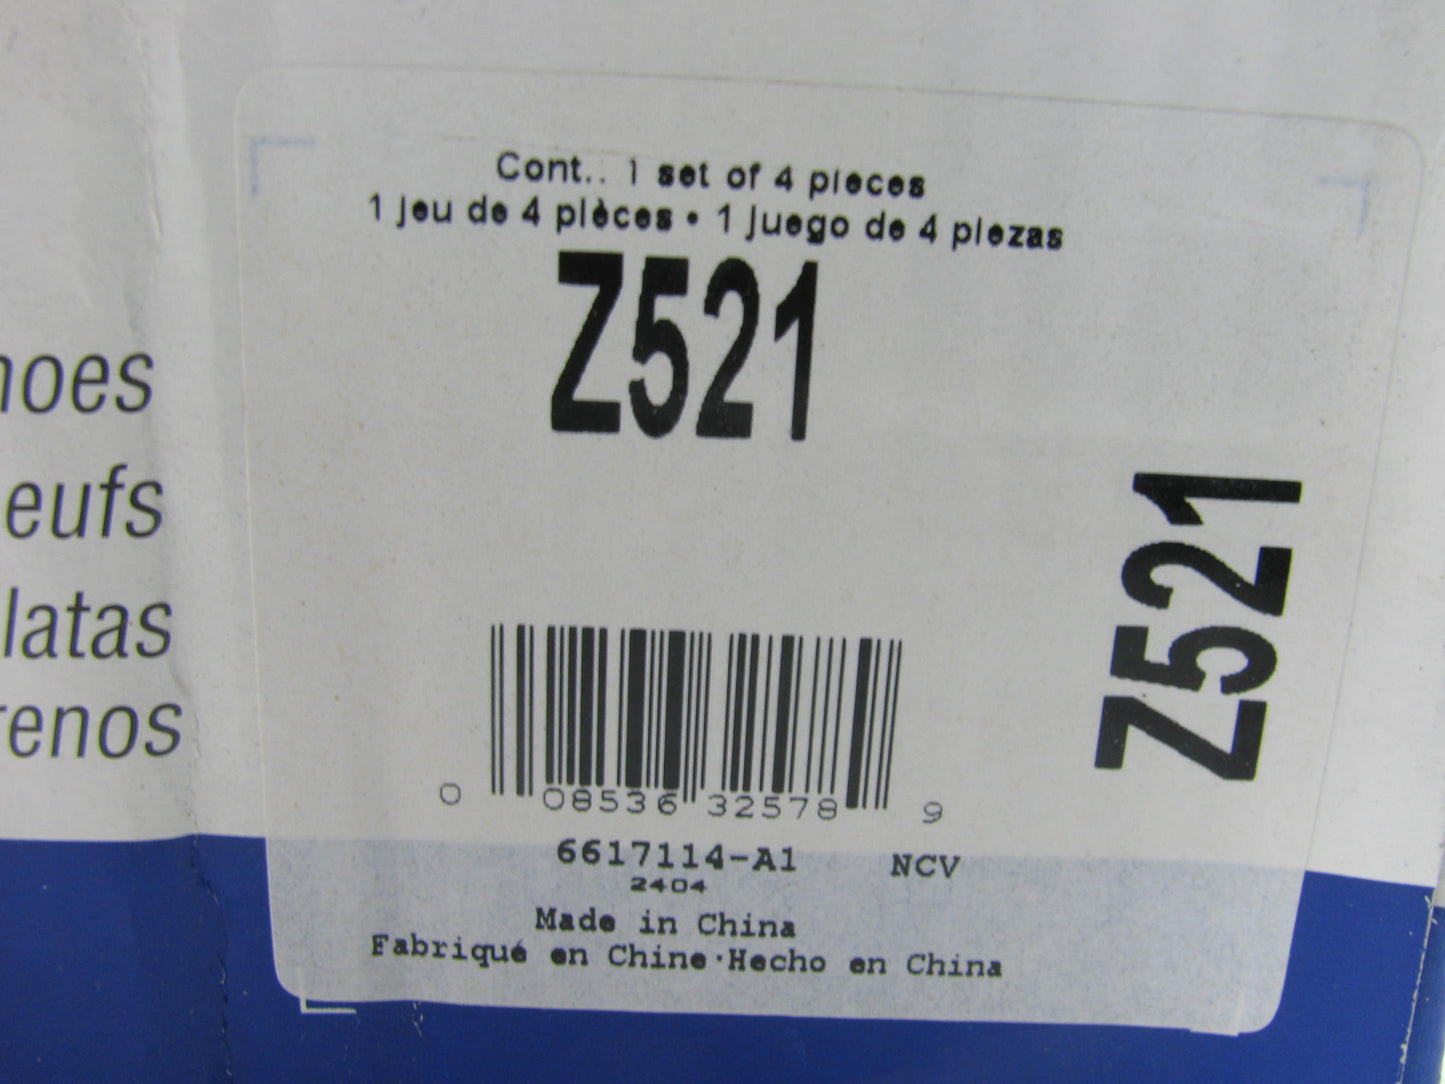 Cont.: 1 set of 4 pieces
1 jeu de 4 pièces • 1 juego de 4 piezas
Z521
Z521
noes
eufs
latas
renos
0 08536 32578 9
6617114-A1 NCV
2404
Made in China
Fabriqué en Chine·Hecho en China